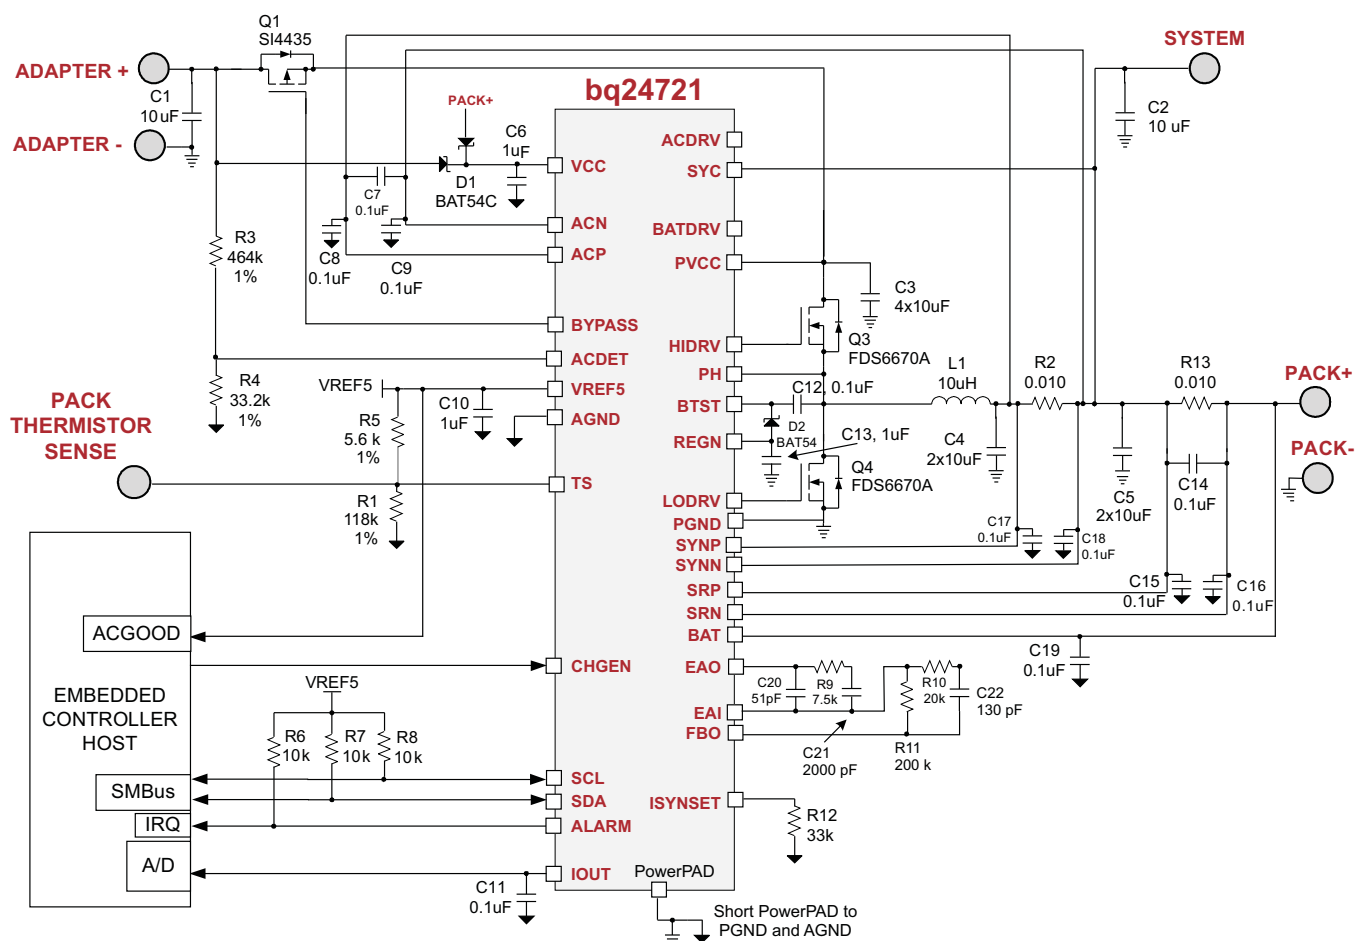 Q1
SI4435
ADAPTER +
C1
10uF
ADAPTER -
SYSTEM
C2
10 uF
bq24721
PACK+
C6
1uF
D1
BAT54C
C7
0.1uF
C8
0.1uF
C9
0.1uF
R3
464k
1%
R4
33.2k
1%
VCC
ACN
ACP
BYPASS
ACDET
VREF5
AGND
TS
CHGEN
SCL
SDA
ALARM
IOUT
ACDRV
SYC
BATDRV
PVCC
HIDRV
PH
BTST
REGN
LODRV
PGND
SYNP
SYNN
SRP
SRN
BAT
EAO
EAI
FBO
ISYNSET
PowerPAD
C3
4x10uF
Q3
FDS6670A
C12
0.1uF
D2
BAT54
C13, 1uF
Q4
FDS6670A
L1
10uH
R2
0.010
R13
0.010
PACK+
PACK-
C4
2x10uF
C5
2x10uF
C14
0.1uF
C17
0.1uF
C18
0.1uF
C15
0.1uF
C16
0.1uF
C19
0.1uF
C20
51pF
R9
7.5k
R10
20k
C22
130 pF
C21
2000 pF
R11
200 k
R12
33k
VREF5
R5
5.6 k
1%
C10
1uF
PACK
THERMISTOR
SENSE
R1
118k
1%
ACGOOD
EMBEDDED
CONTROLLER
HOST
VREF5
R6
10k
R7
10k
R8
10k
SMBus
IRQ
A/D
C11
0.1uF
Short PowerPAD to
PGND and AGND